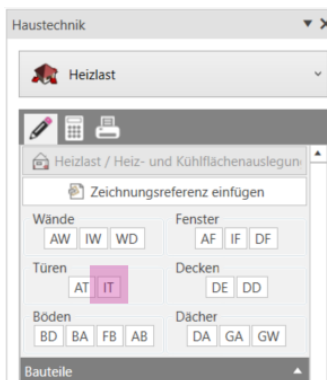 Haustechnik
Heizlast
Heizlast / Heiz- und Kühlflächenauslegun
Zeichnungsreferenz einfügen
Wände Fenster
AW IW WD AF IF DF
Türen Decken
AT IT DE DD
Böden Dächer
BD BA FB AB DA GA GW
Bauteile